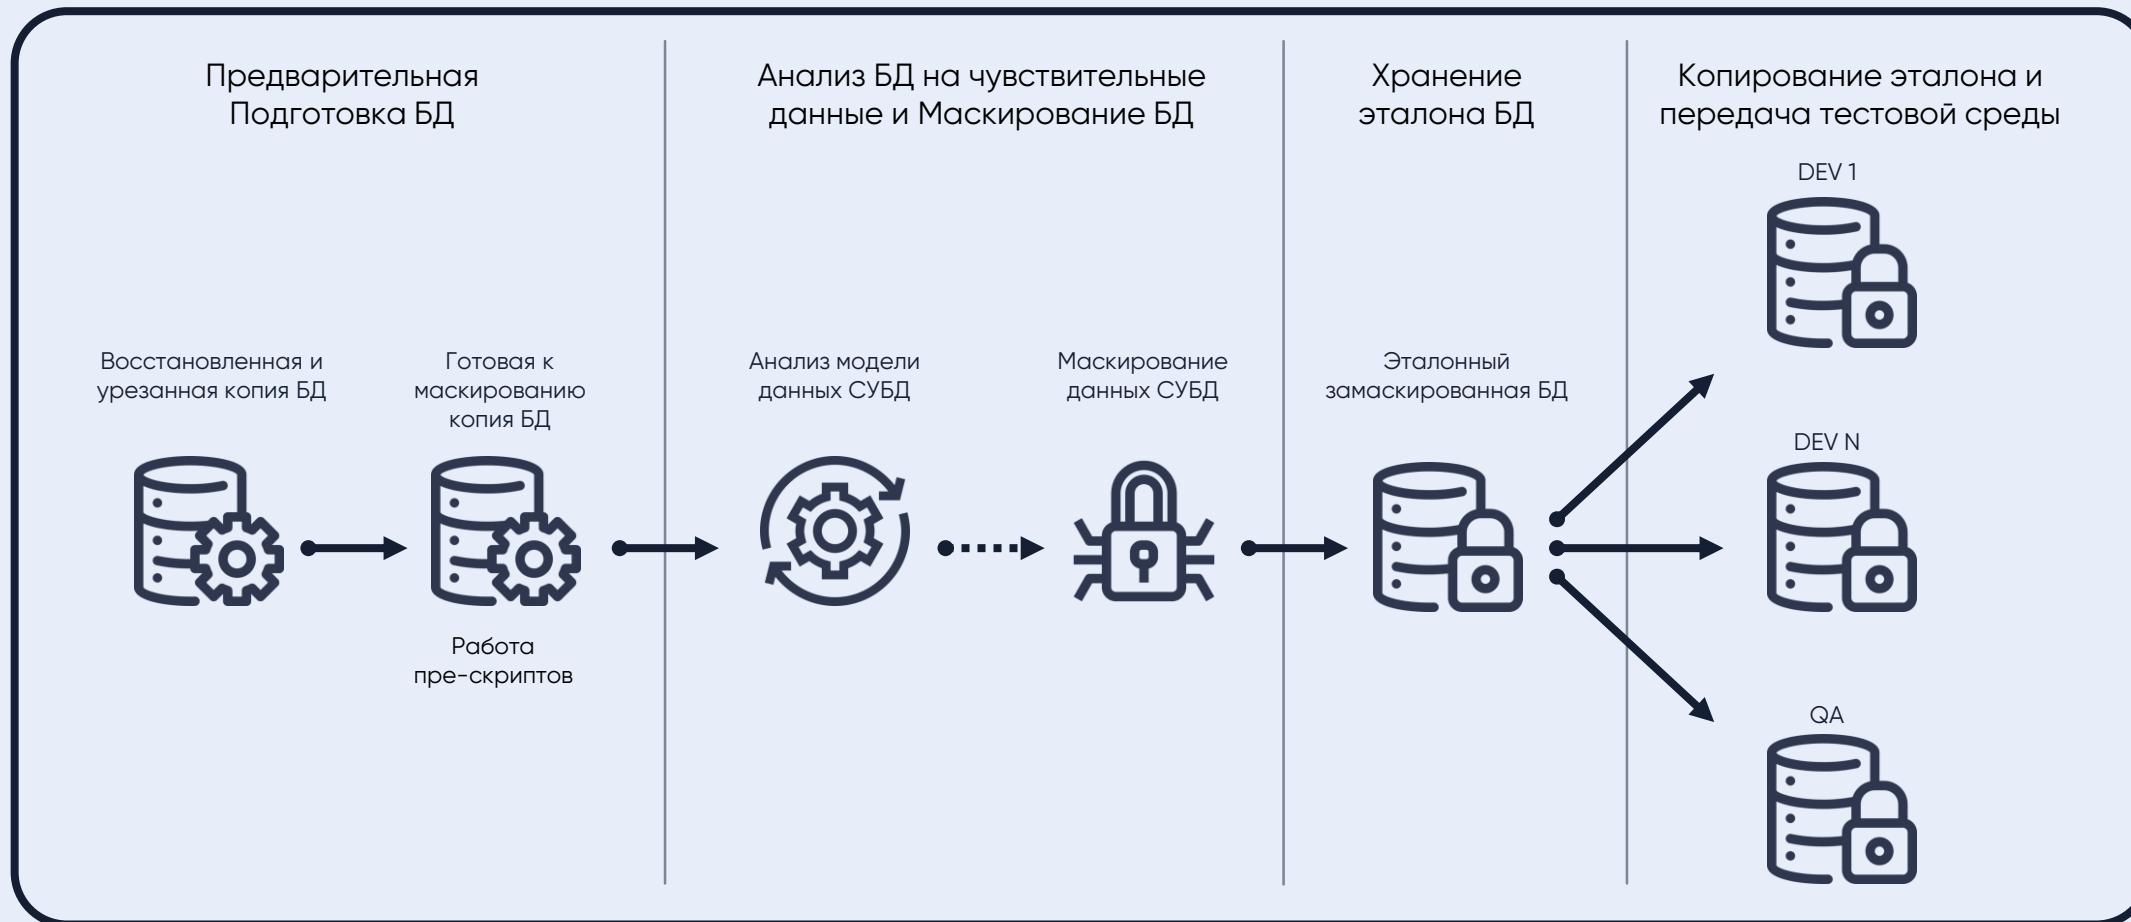 Предварительная
Подготовка БД
Анализ БД на чувствительные
данные и Маскирование БД
Хранение
эталона БД
Копирование эталона и
передача тестовой среды
Восстановленная и
урезанная копия БД
Готовая к
маскированию
копия БД
Работа
пре-скриптов
Анализ модели
данных СУБД
Маскирование
данных СУБД
Эталонный
замаскированная БД
DEV 1
DEV N
QA